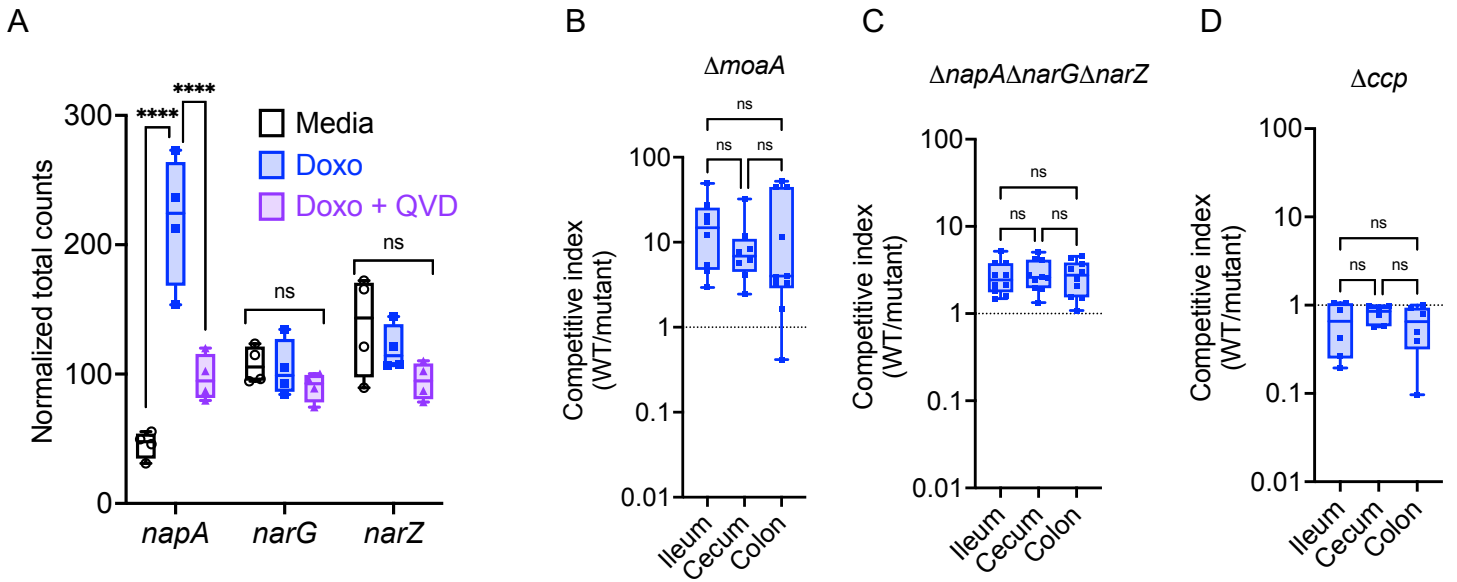 A
Normalized total counts
300
200
100
0
****
****
ns
ns
Media
Doxo
Doxo + QVD
napA
narG
narZ
B
ΔmoaA
Competitive index
(WT/mutant)
100
10
1
0.1
0.01
ns
ns
ns
Ileum
Cecum
Colon
C
ΔnapAΔnarGΔnarZ
Competitive index
(WT/mutant)
100
10
1
0.1
0.01
ns
ns
ns
Ileum
Cecum
Colon
D
Δccp
Competitive index
(WT/mutant)
100
10
1
0.1
0.01
ns
ns
ns
Ileum
Cecum
Colon